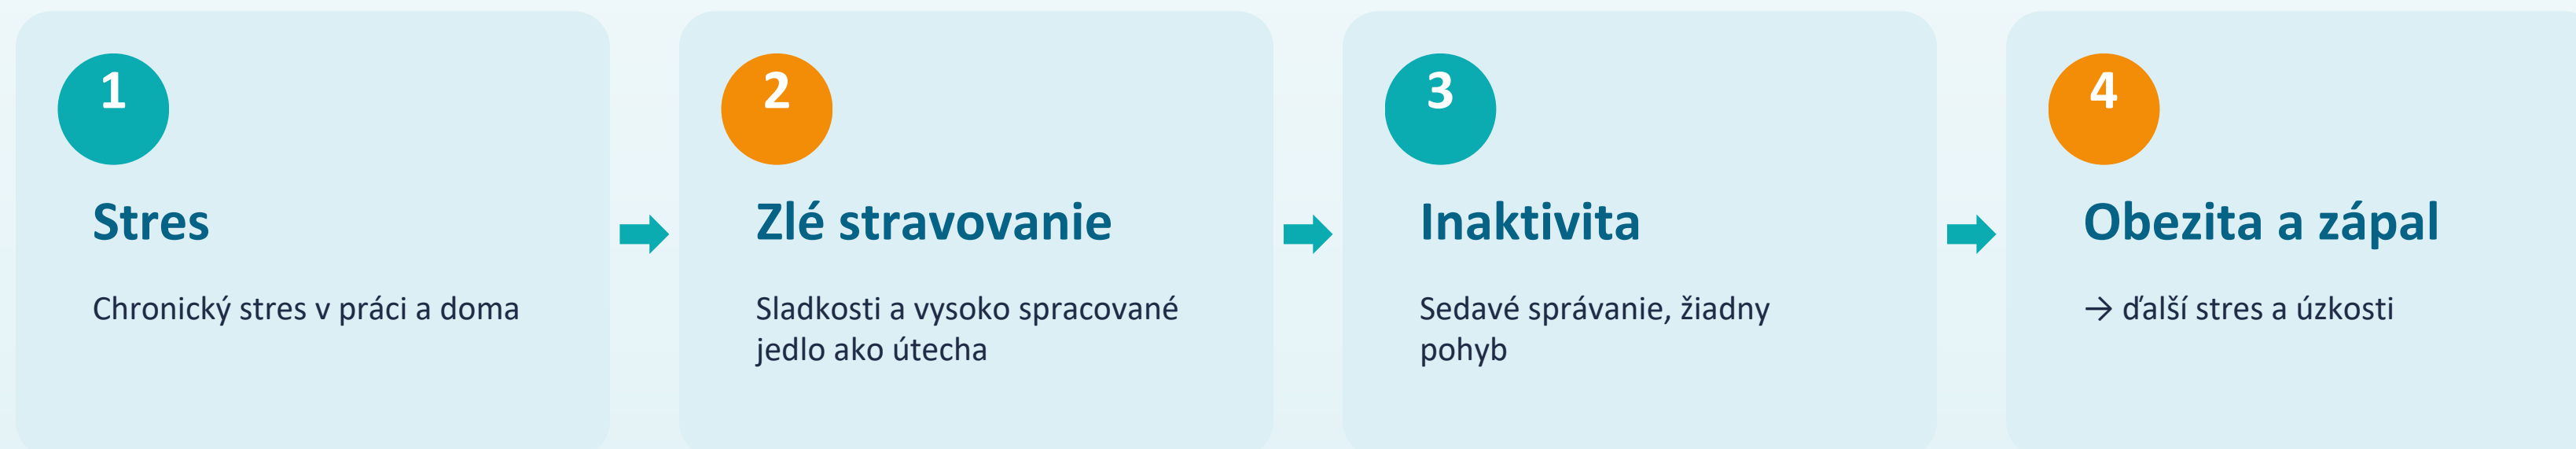 1
Stres
Chronický stres v práci a doma
2
Zlé stravovanie
Sladkosti a vysoko spracované
jedlo ako útecha
3
Inaktivita
Sedavé správanie, žiadny
pohyb
4
Obezita a zápal
→ ďalší stres a úzkosti